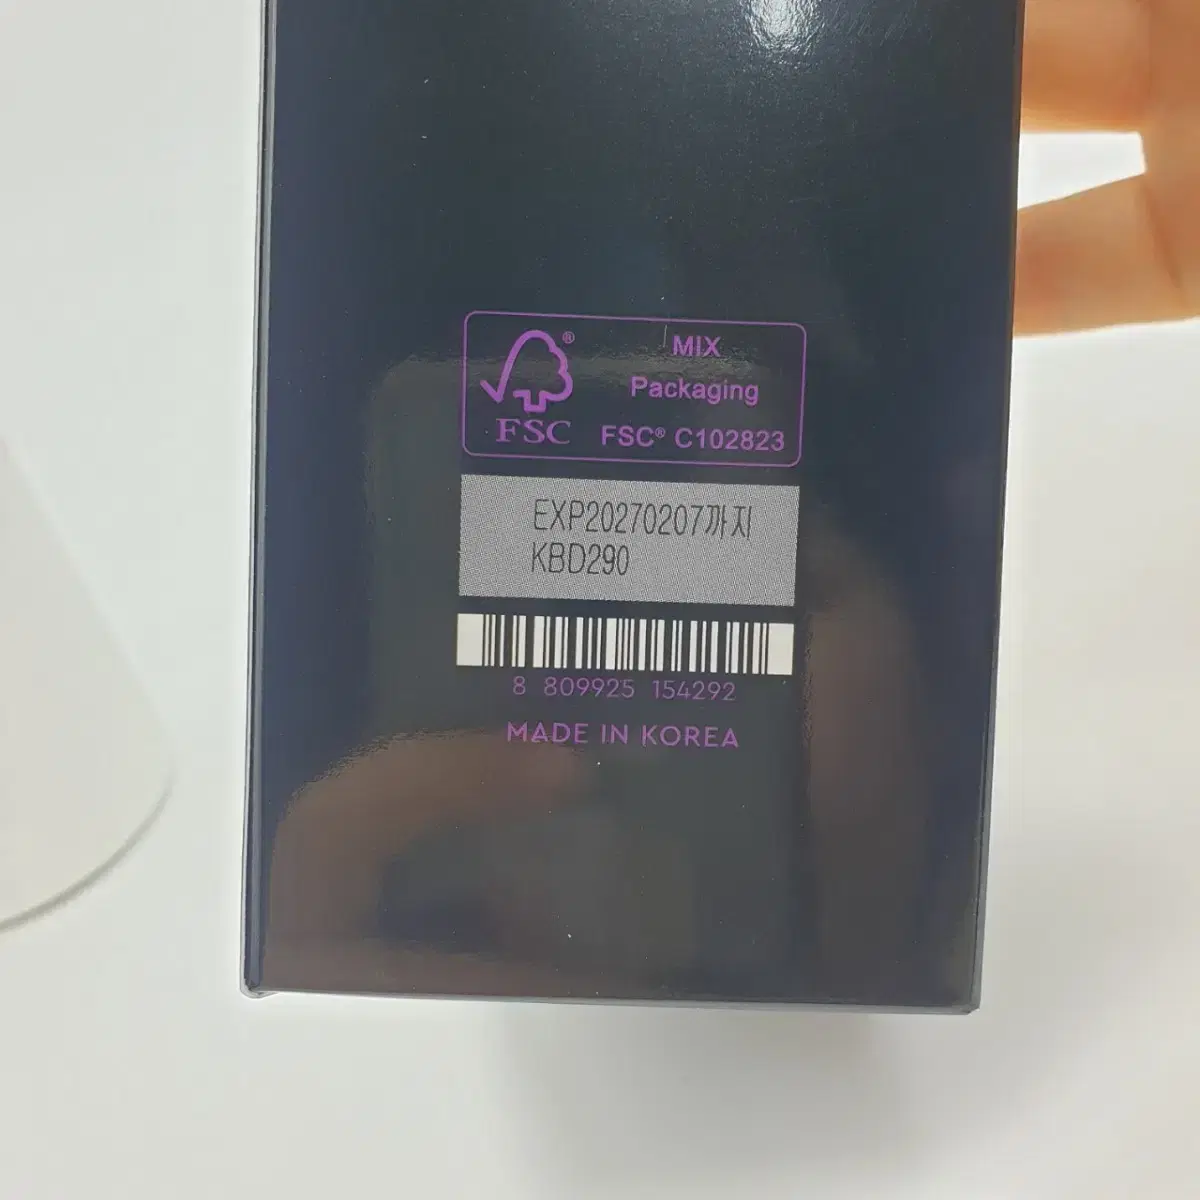 MIX
Packaging
FSC® C102823
®
FSC
EXP20270207까지
KBD290
8 809925 154292
MADE IN KOREA